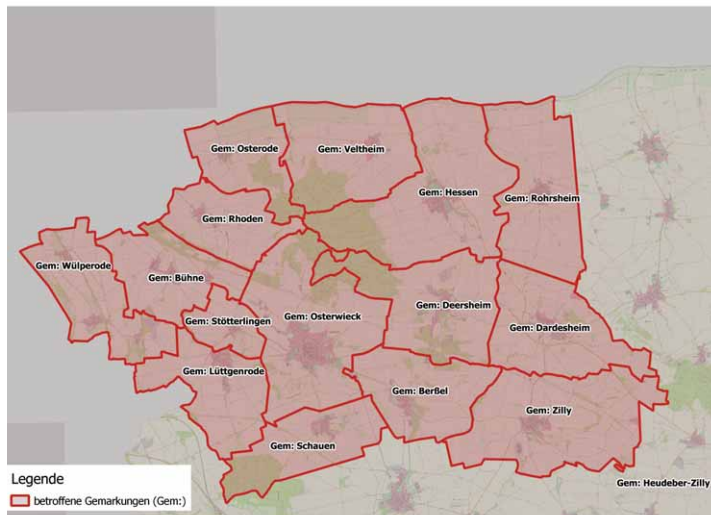 Gem: Osterode
Gem: Veltheim
Gem: Hessen
Gem: Rohrsheim
Gem: Rhoden
Gem: Wülperode
Gem: Bühne
Gem: Stötterlingen
Gem: Osterwieck
Gem: Deersheim
Gem: Dardesheim
Gem: Lüttgenrode
Gem: Berßel
Gem: Zilly
Gem: Schauen
Gem: Heudeber-Zilly
Legende
betroffene Gemarkungen (Gem:)